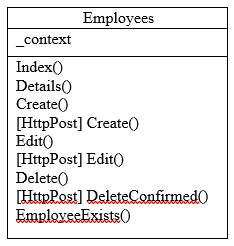 Employees
_context
Index()
Details()
Create()
[HttpPost] Create()
Edit()
[HttpPost] Edit()
Delete()
[HttpPost] DeleteConfirmed()
EmployeeExists()